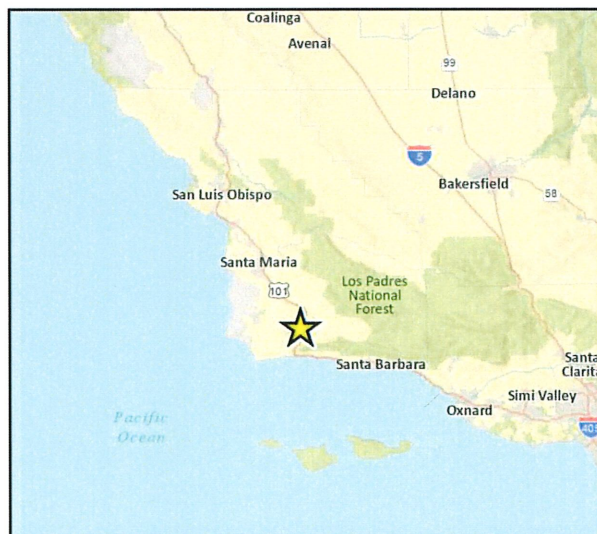 Coalinga
Avenal
99
Delano
5
Bakersfield
58
San Luis Obispo
Santa Maria
101
Los Padres
National
Forest
Santa Barbara
Santa
Clarit
Simi Valley
Oxnard
405
Pacific
Ocean